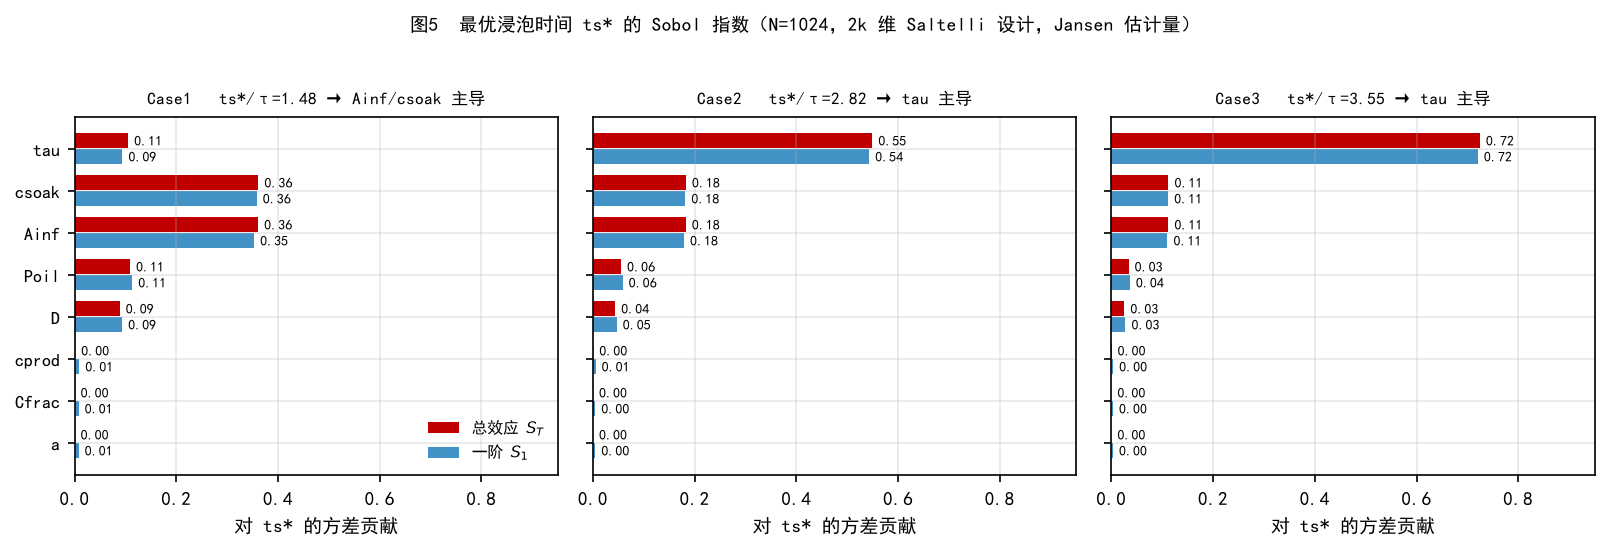 图5  最优浸泡时间 ts* 的 Sobol 指数（N=1024，2k 维 Saltelli 设计，Jansen 估计量）
Case1   ts*/τ=1.48 → Ainf/csoak 主导
tau
csoak
Ainf
Poil
D
cprod
Cfrac
a
0.11
0.09
0.36
0.36
0.36
0.35
0.11
0.11
0.09
0.09
0.00
0.01
0.00
0.01
0.00
0.01
总效应 S_T
一阶 S_1
0.0 0.2 0.4 0.6 0.8
对 ts* 的方差贡献
Case2   ts*/τ=2.82 → tau 主导
0.55
0.54
0.18
0.18
0.18
0.18
0.06
0.06
0.04
0.05
0.00
0.01
0.00
0.00
0.00
0.00
0.0 0.2 0.4 0.6 0.8
对 ts* 的方差贡献
Case3   ts*/τ=3.55 → tau 主导
0.72
0.72
0.11
0.11
0.11
0.11
0.03
0.04
0.03
0.03
0.00
0.00
0.00
0.00
0.00
0.00
0.0 0.2 0.4 0.6 0.8
对 ts* 的方差贡献